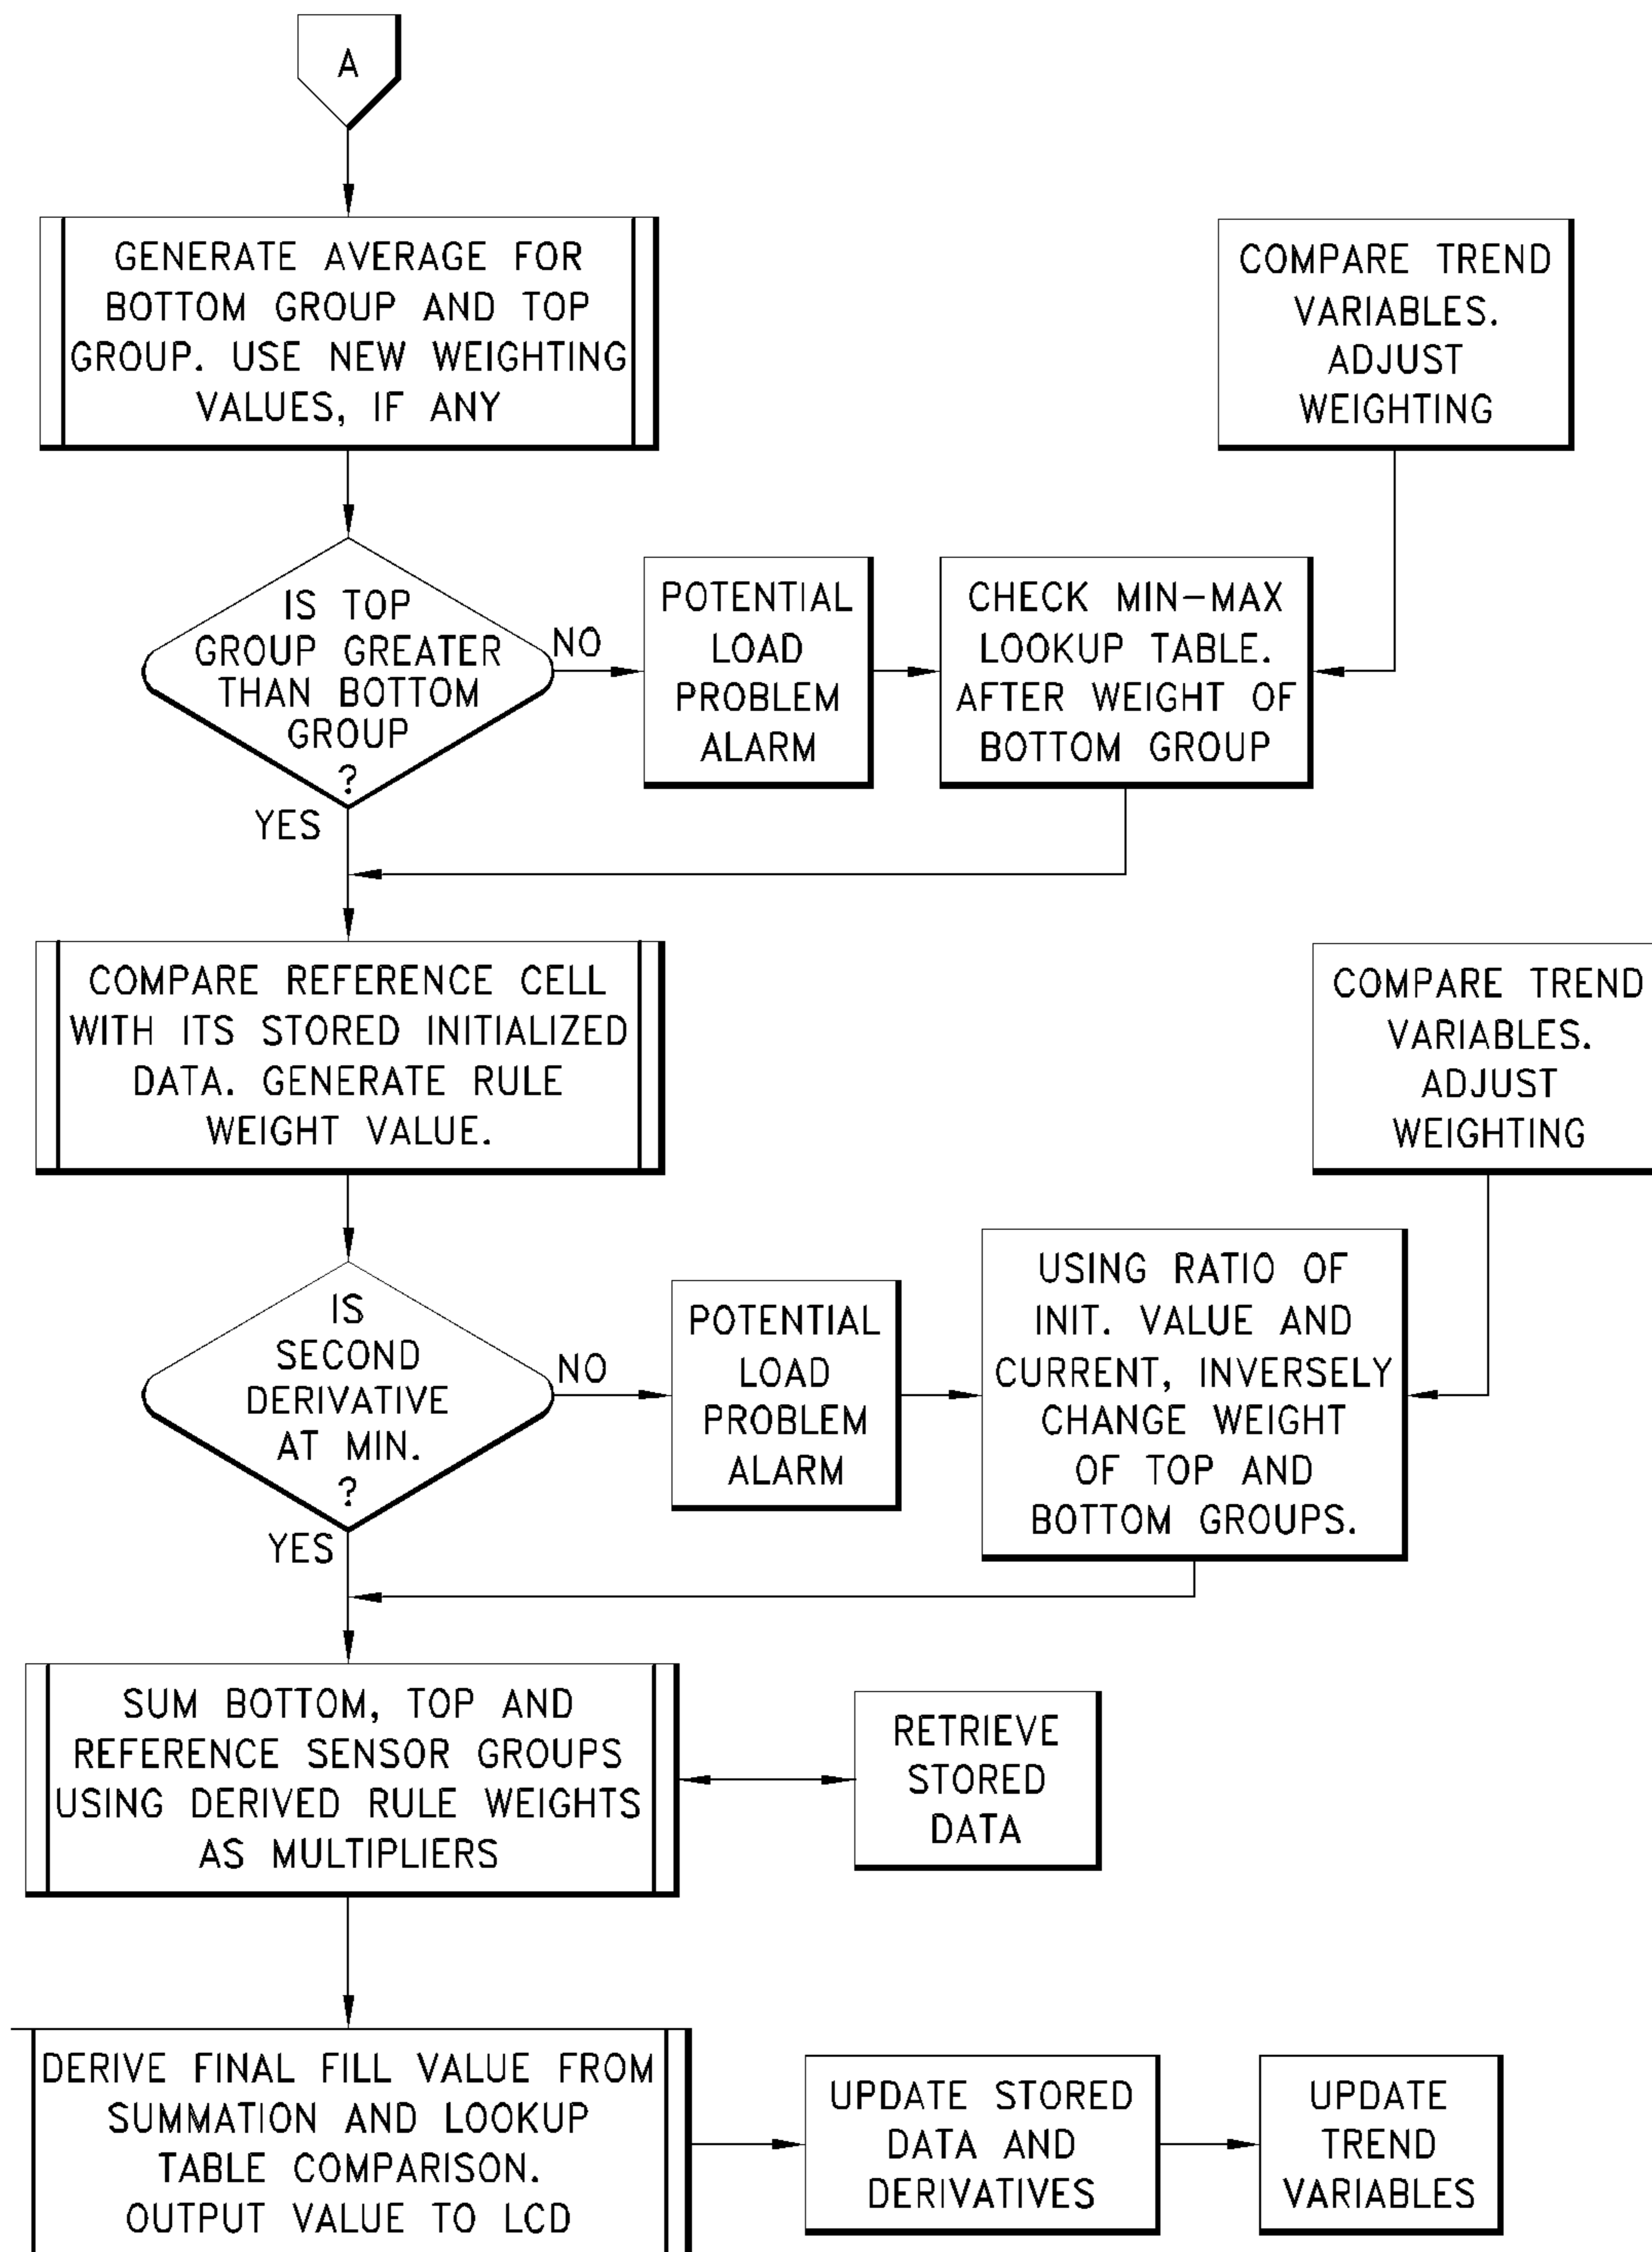 A
GENERATE AVERAGE FOR
BOTTOM GROUP AND TOP
GROUP. USE NEW WEIGHTING
VALUES, IF ANY
COMPARE TREND
VARIABLES.
ADJUST
WEIGHTING
IS TOP
GROUP GREATER
THAN BOTTOM
GROUP
?
NO
YES
POTENTIAL
LOAD
PROBLEM
ALARM
CHECK MIN-MAX
LOOKUP TABLE.
AFTER WEIGHT OF
BOTTOM GROUP
COMPARE REFERENCE CELL
WITH ITS STORED INITIALIZED
DATA. GENERATE RULE
WEIGHT VALUE.
COMPARE TREND
VARIABLES.
ADJUST
WEIGHTING
IS
SECOND
DERIVATIVE
AT MIN.
?
NO
YES
POTENTIAL
LOAD
PROBLEM
ALARM
USING RATIO OF
INIT. VALUE AND
CURRENT, INVERSELY
CHANGE WEIGHT
OF TOP AND
BOTTOM GROUPS.
SUM BOTTOM, TOP AND
REFERENCE SENSOR GROUPS
USING DERIVED RULE WEIGHTS
AS MULTIPLIERS
RETRIEVE
STORED
DATA
DERIVE FINAL FILL VALUE FROM
SUMMATION AND LOOKUP
TABLE COMPARISON.
OUTPUT VALUE TO LCD
UPDATE STORED
DATA AND
DERIVATIVES
UPDATE
TREND
VARIABLES